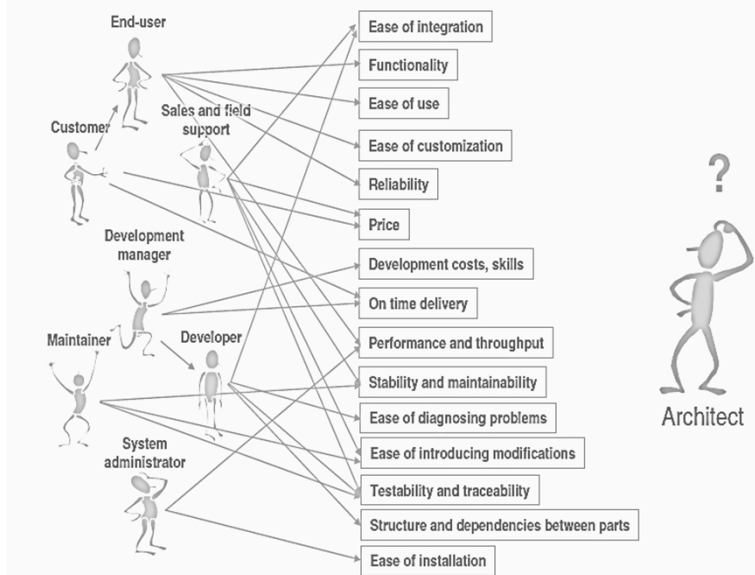 End-user
Sales and field
support
Customer
Development
manager
Maintainer
Developer
System
administrator
Ease of integration
Functionality
Ease of use
Ease of customization
Reliability
Price
Development costs, skills
On time delivery
Performance and throughput
Stability and maintainability
Ease of diagnosing problems
Ease of introducing modifications
Testability and traceability
Structure and dependencies between parts
Ease of installation
?
Architect